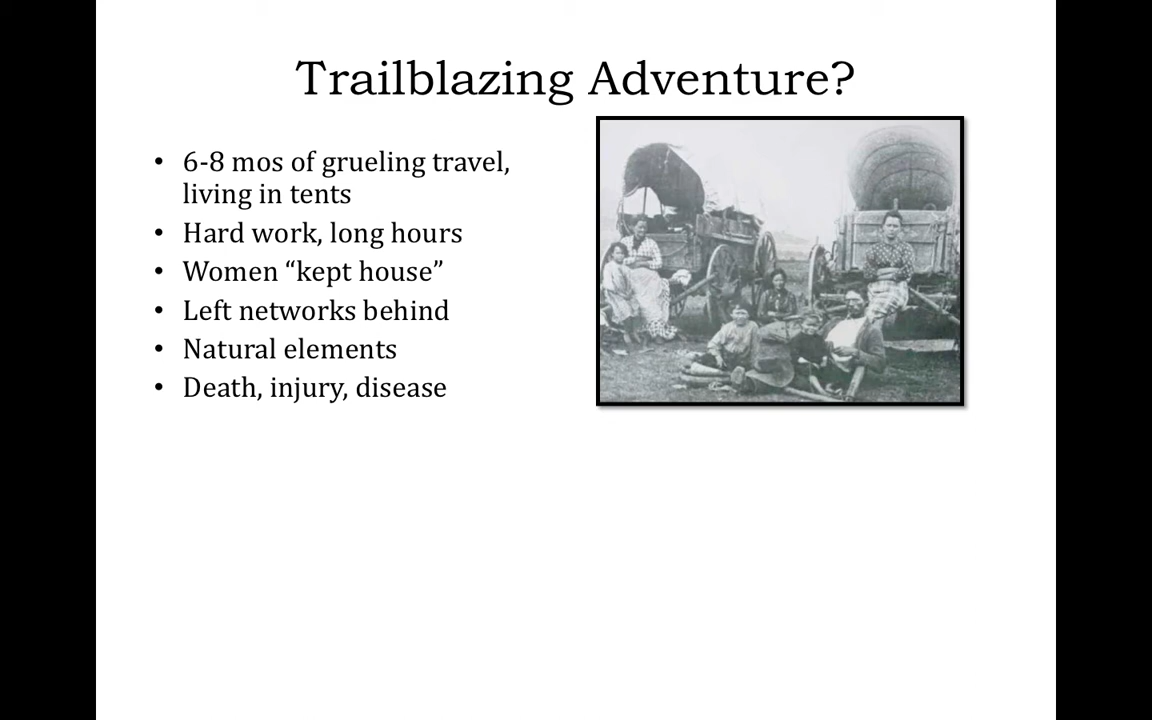 Trailblazing Adventure?
• 6-8 mos of grueling travel,
living in tents
• Hard work, long hours
• Women “kept house”
• Left networks behind
• Natural elements
• Death, injury, disease